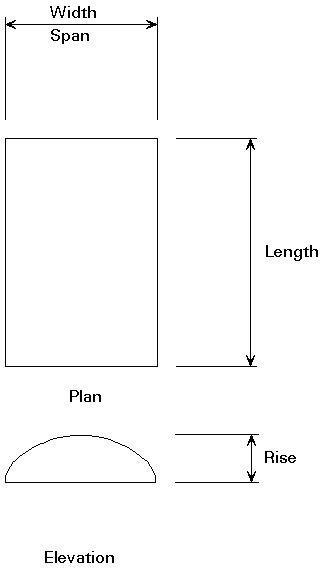 Width
Span
Length
Plan
Rise
Elevation